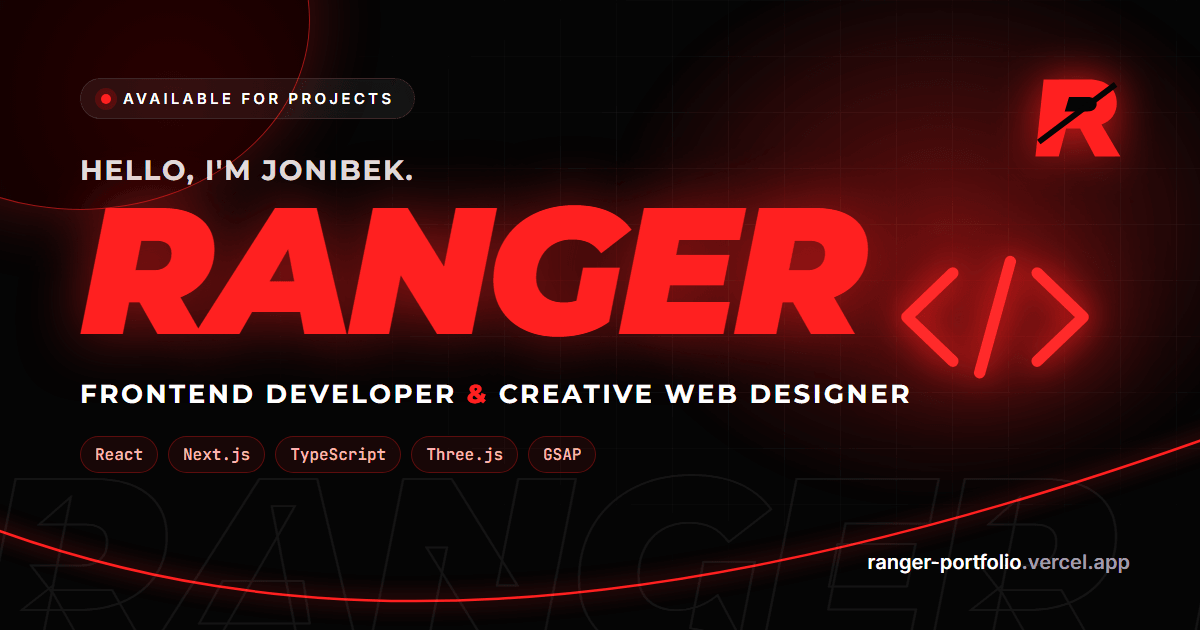 AVAILABLE FOR PROJECTS
R
HELLO, I'M JONIBEK.
RANGER
</>
FRONTEND DEVELOPER & CREATIVE WEB DESIGNER
React Next.js TypeScript Three.js GSAP
RANGER
ranger-portfolio.vercel.app